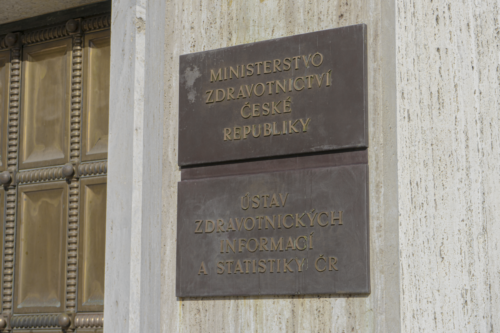 MINISTERSTVO
ZDRAVOTNICTVÍ
ČESKÉ
REPUBLIKY
ÚSTAV
ZDRAVOTNICKÝCH
INFORMACÍ
A STATISTIKY ČR